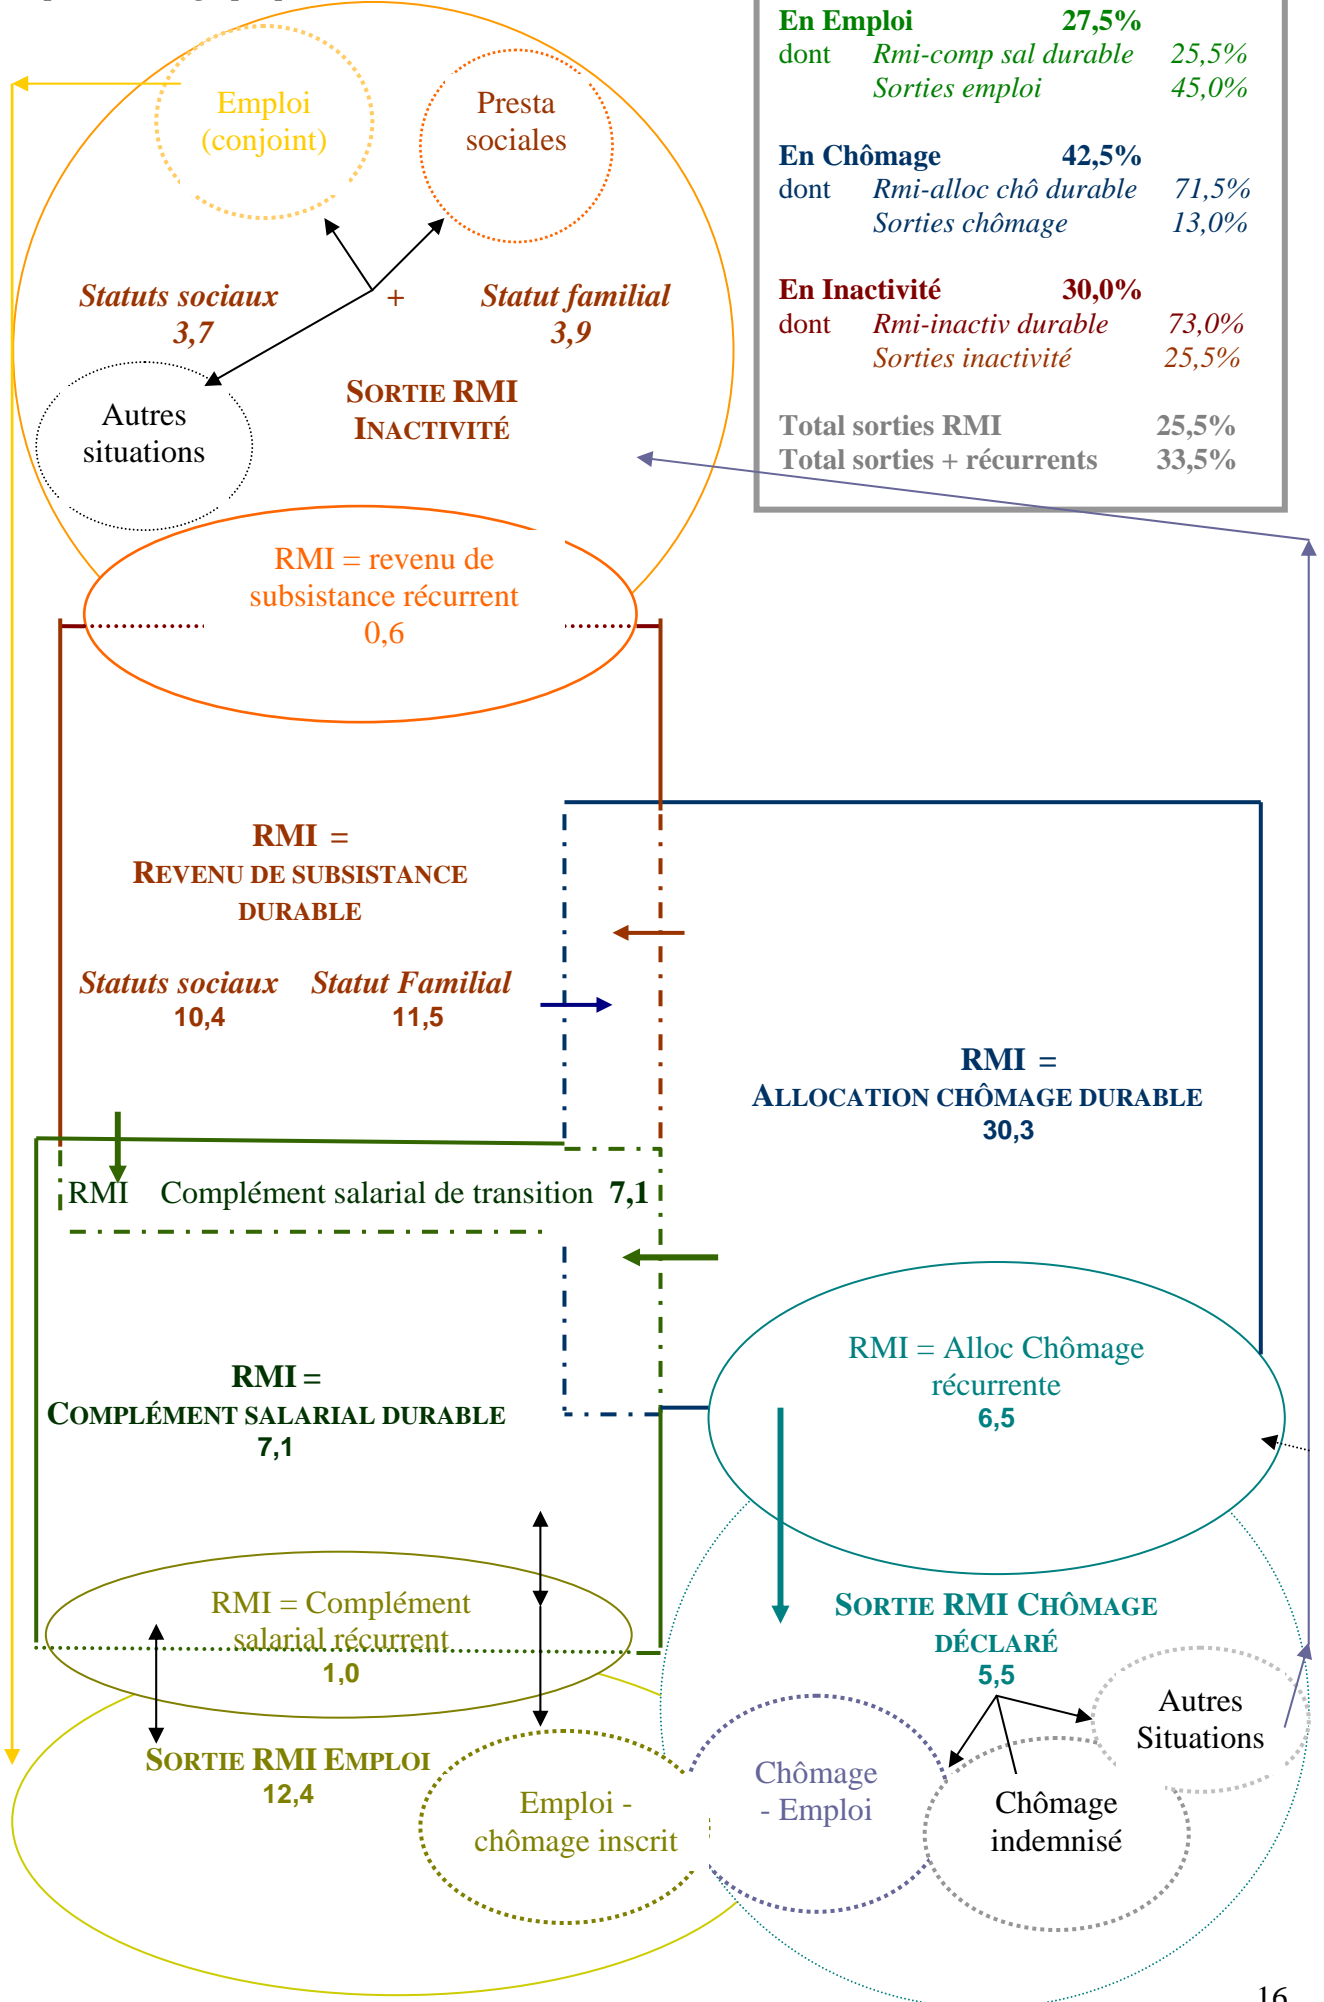 En Emploi 27,5%
dont Rmi-comp sal durable 25,5%
Sorties emploi 45,0%
En Chômage 42,5%
dont Rmi-alloc chô durable 71,5%
Sorties chômage 13,0%
En Inactivité 30,0%
dont Rmi-inactiv durable 73,0%
Sorties inactivité 25,5%
Total sorties RMI 25,5%
Total sorties + récurrents 33,5%
Emploi
(conjoint)
Presta
sociales
Statuts sociaux + Statut familial
3,7 3,9
SORTIE RMI
INACTIVITÉ
Autres
situations
RMI = revenu de
subsistance récurrent
0,6
RMI =
REVENU DE SUBSISTANCE
DURABLE
Statuts sociaux Statut Familial
10,4 11,5
RMI =
ALLOCATION CHÔMAGE DURABLE
30,3
RMI Complément salarial de transition 7,1
RMI =
COMPLÉMENT SALARIAL DURABLE
7,1
RMI = Alloc Chômage
récurrente
6,5
RMI = Complément
salarial récurrent
1,0
SORTIE RMI CHÔMAGE
DÉCLARÉ
5,5
SORTIE RMI EMPLOI
12,4
Emploi -
chômage inscrit
Chômage
- Emploi
Chômage
indemnisé
Autres
Situations
16